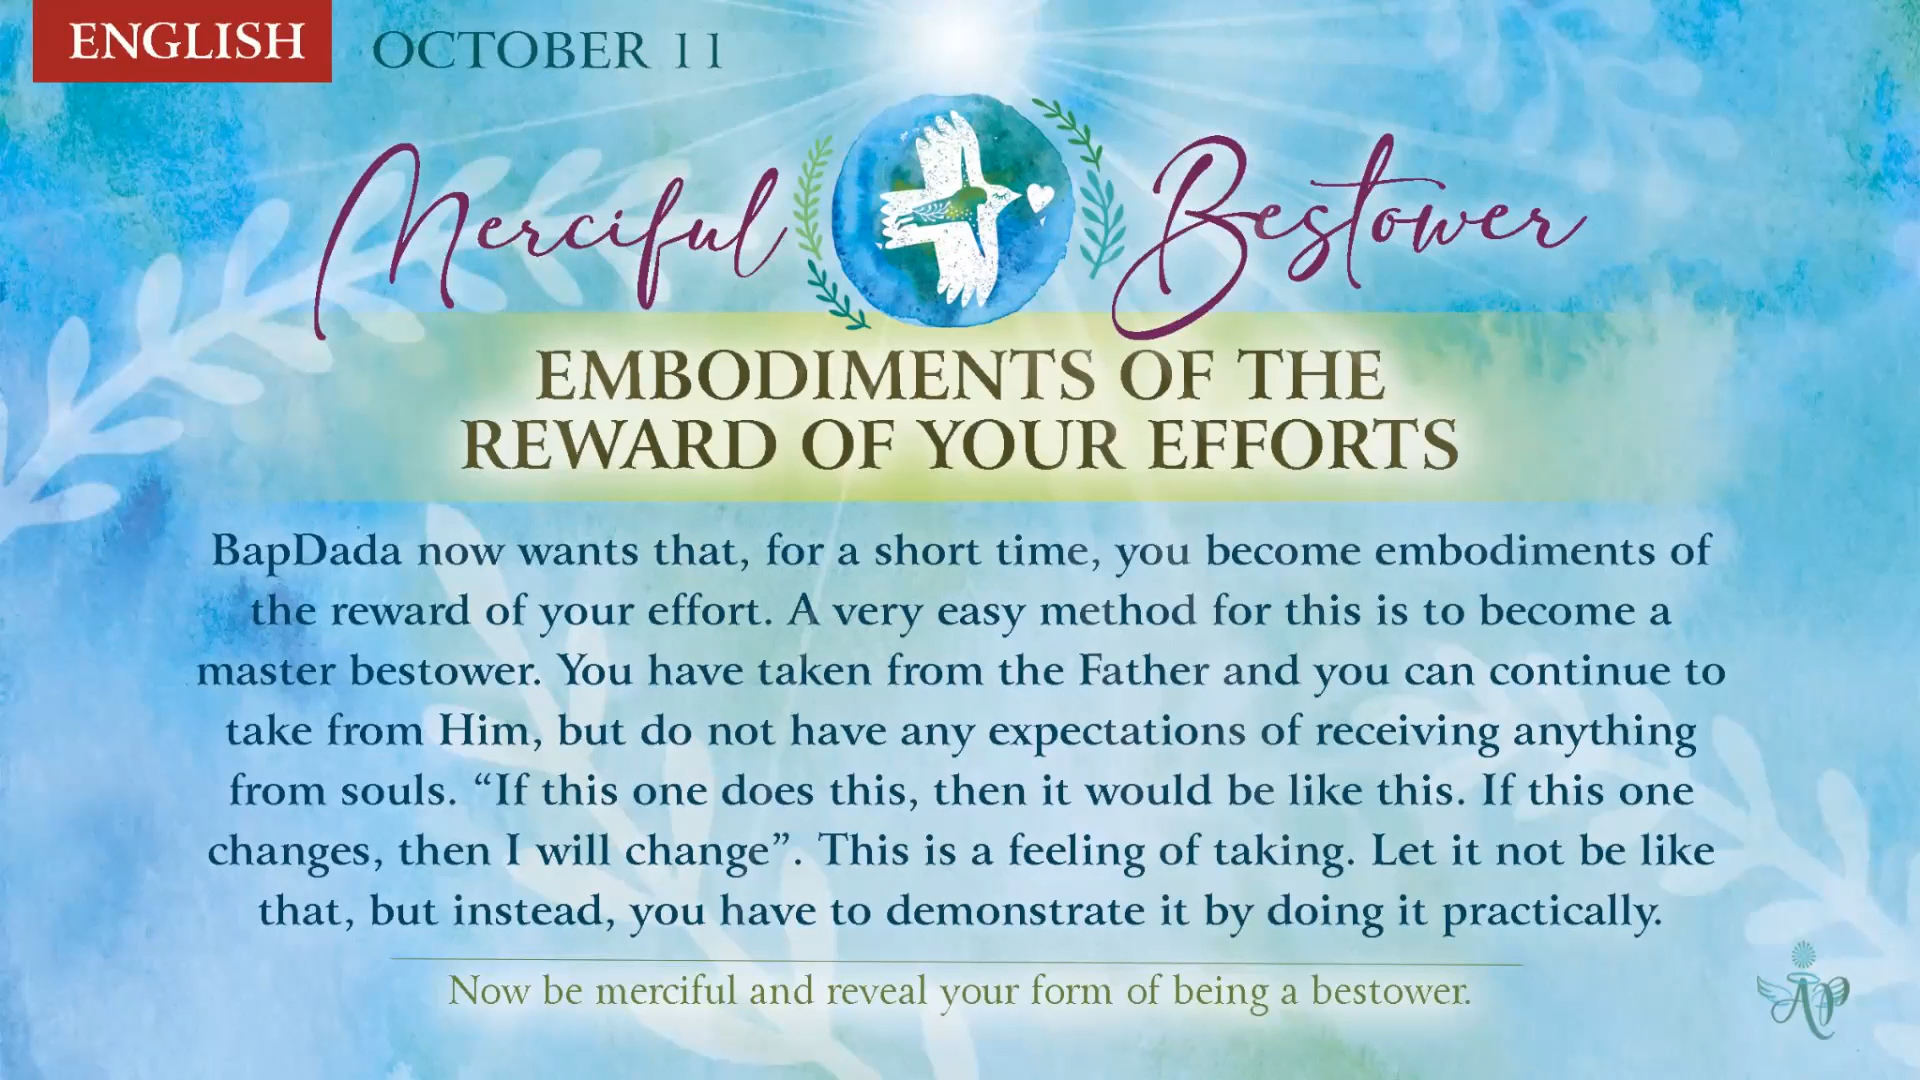 ENGLISH
OCTOBER 11
Merciful Bestower
EMBODIMENTS OF THE
REWARD OF YOUR EFFORTS
BapDada now wants that, for a short time, you become embodiments of
the reward of your effort. A very easy method for this is to become a
master bestower. You have taken from the Father and you can continue to
take from Him, but do not have any expectations of receiving anything
from souls. “If this one does this, then it would be like this. If this one
changes, then I will change”. This is a feeling of taking. Let it not be like
that, but instead, you have to demonstrate it by doing it practically.
Now be merciful and reveal your form of being a bestower.
AP